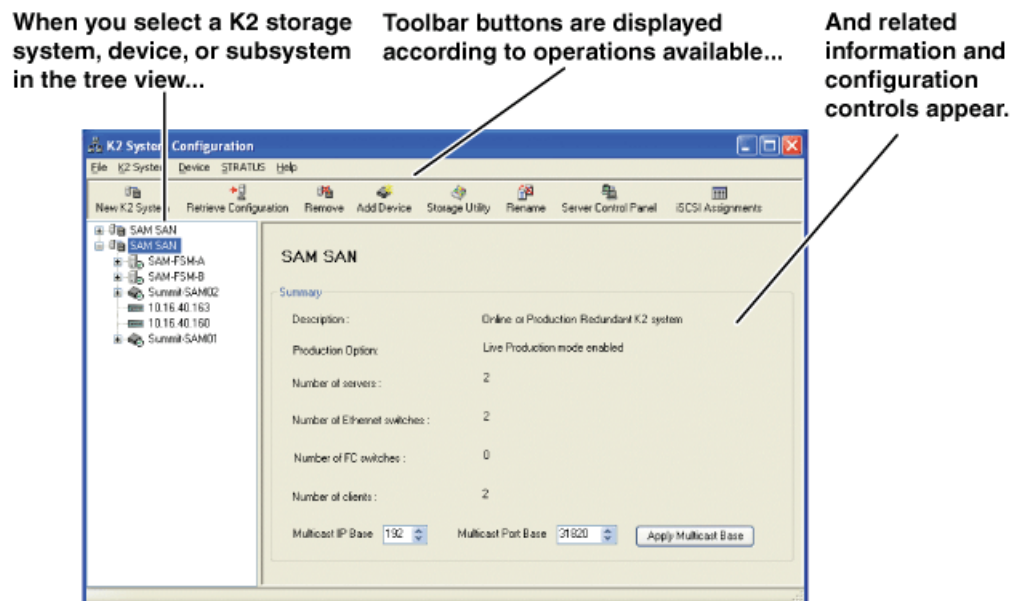 When you select a K2 storage
system, device, or subsystem
in the tree view...
Toolbar buttons are displayed
according to operations available...
And related
information and
configuration
controls appear.
K2 System Configuration
File K2 System Device STRATUS Help
New K2 System Retrieve Configuration Remove Add Device Storage Utility Rename Server Control Panel iSCSI Assignments
SAM SAN
SAM SAN
SAM-FSM-A
SAM-FSM-B
Summit-SAM02
10.16.40.163
10.16.40.160
Summit-SAM01
SAM SAN
Summary
Description : Online or Production Redundant K2 system
Production Option: Live Production mode enabled
Number of servers : 2
Number of Ethernet switches : 2
Number of FC switches : 0
Number of clients : 2
Multicast IP Base 192 Multicast Port Base 31820 Apply Multicast Base